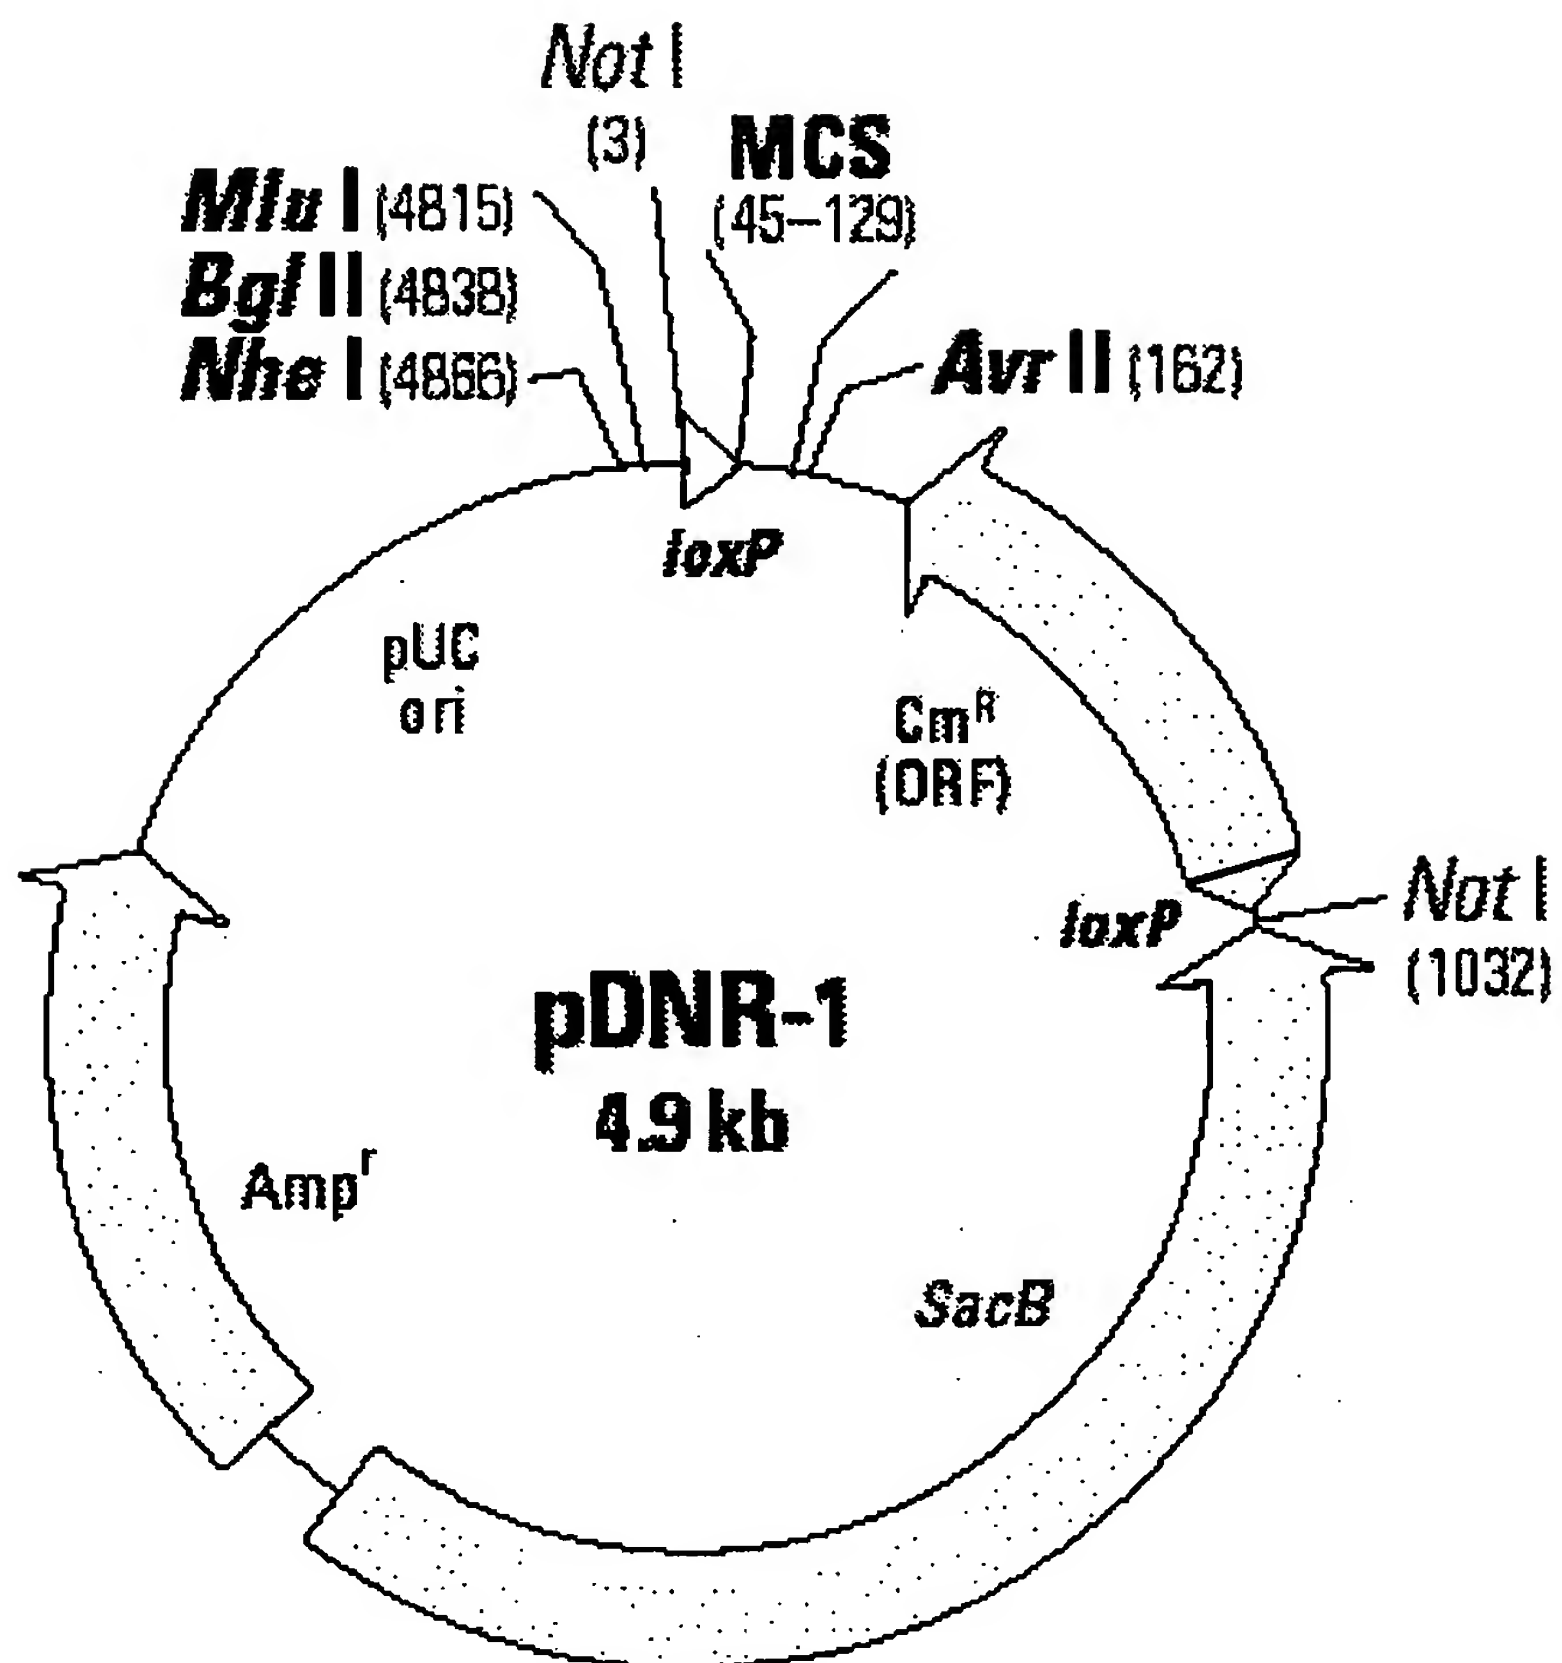 Not I
(3)
MCS
(45–129)
Mlu I (4815)
Bgl II (4838)
Nhe I (4866)
Avr II (162)
loxP
pUC
ori
Cm^R
(ORF)
loxP
Not I
(1032)
pDNR-1
4.9 kb
Amp^r
SacB